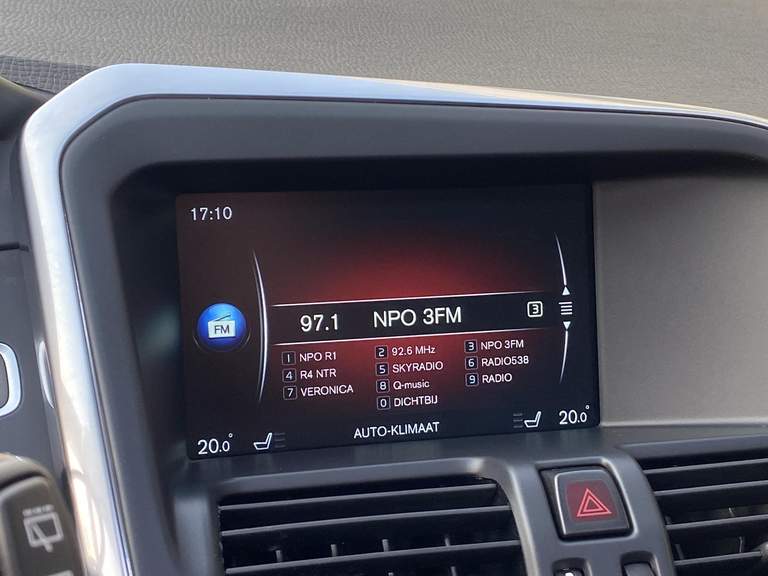 17:10
FM
97.1 NPO 3FM 3
1 NPO R1 2 92.6 MHz 3 NPO 3FM
4 R4 NTR 5 SKYRADIO 6 RADIO538
7 VERONICA 8 Q-music 9 RADIO
0 DICHTBIJ
20.0° AUTO-KLIMAAT 20.0°